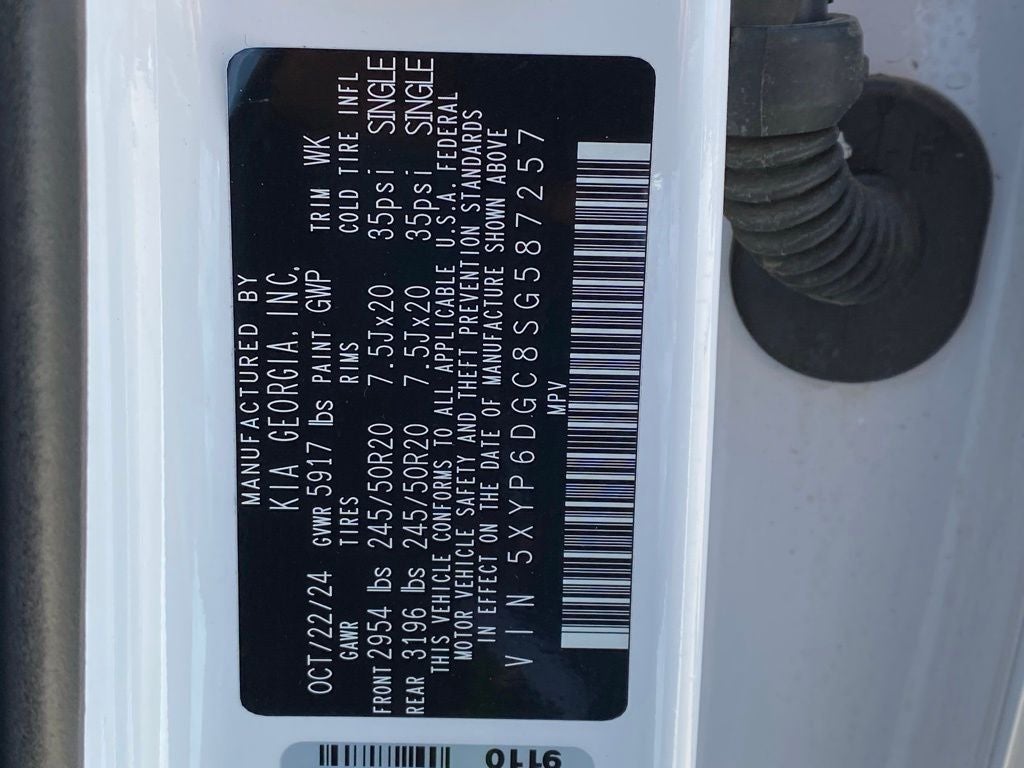 MANUFACTURED BY
KIA GEORGIA, INC.
OCT/22/24 GVWR 5917 lbs PAINT GWP TRIM WK
GAWR TIRES RIMS COLD TIRE INFL
FRONT 2954 lbs 245/50R20 7.5Jx20 35psi SINGLE
REAR 3196 lbs 245/50R20 7.5Jx20 35psi SINGLE
THIS VEHICLE CONFORMS TO ALL APPLICABLE U.S.A. FEDERAL
MOTOR VEHICLE SAFETY AND THEFT PREVENTION STANDARDS
IN EFFECT ON THE DATE OF MANUFACTURE SHOWN ABOVE
VIN 5XYP6DGC8SG587257
MPV
9110